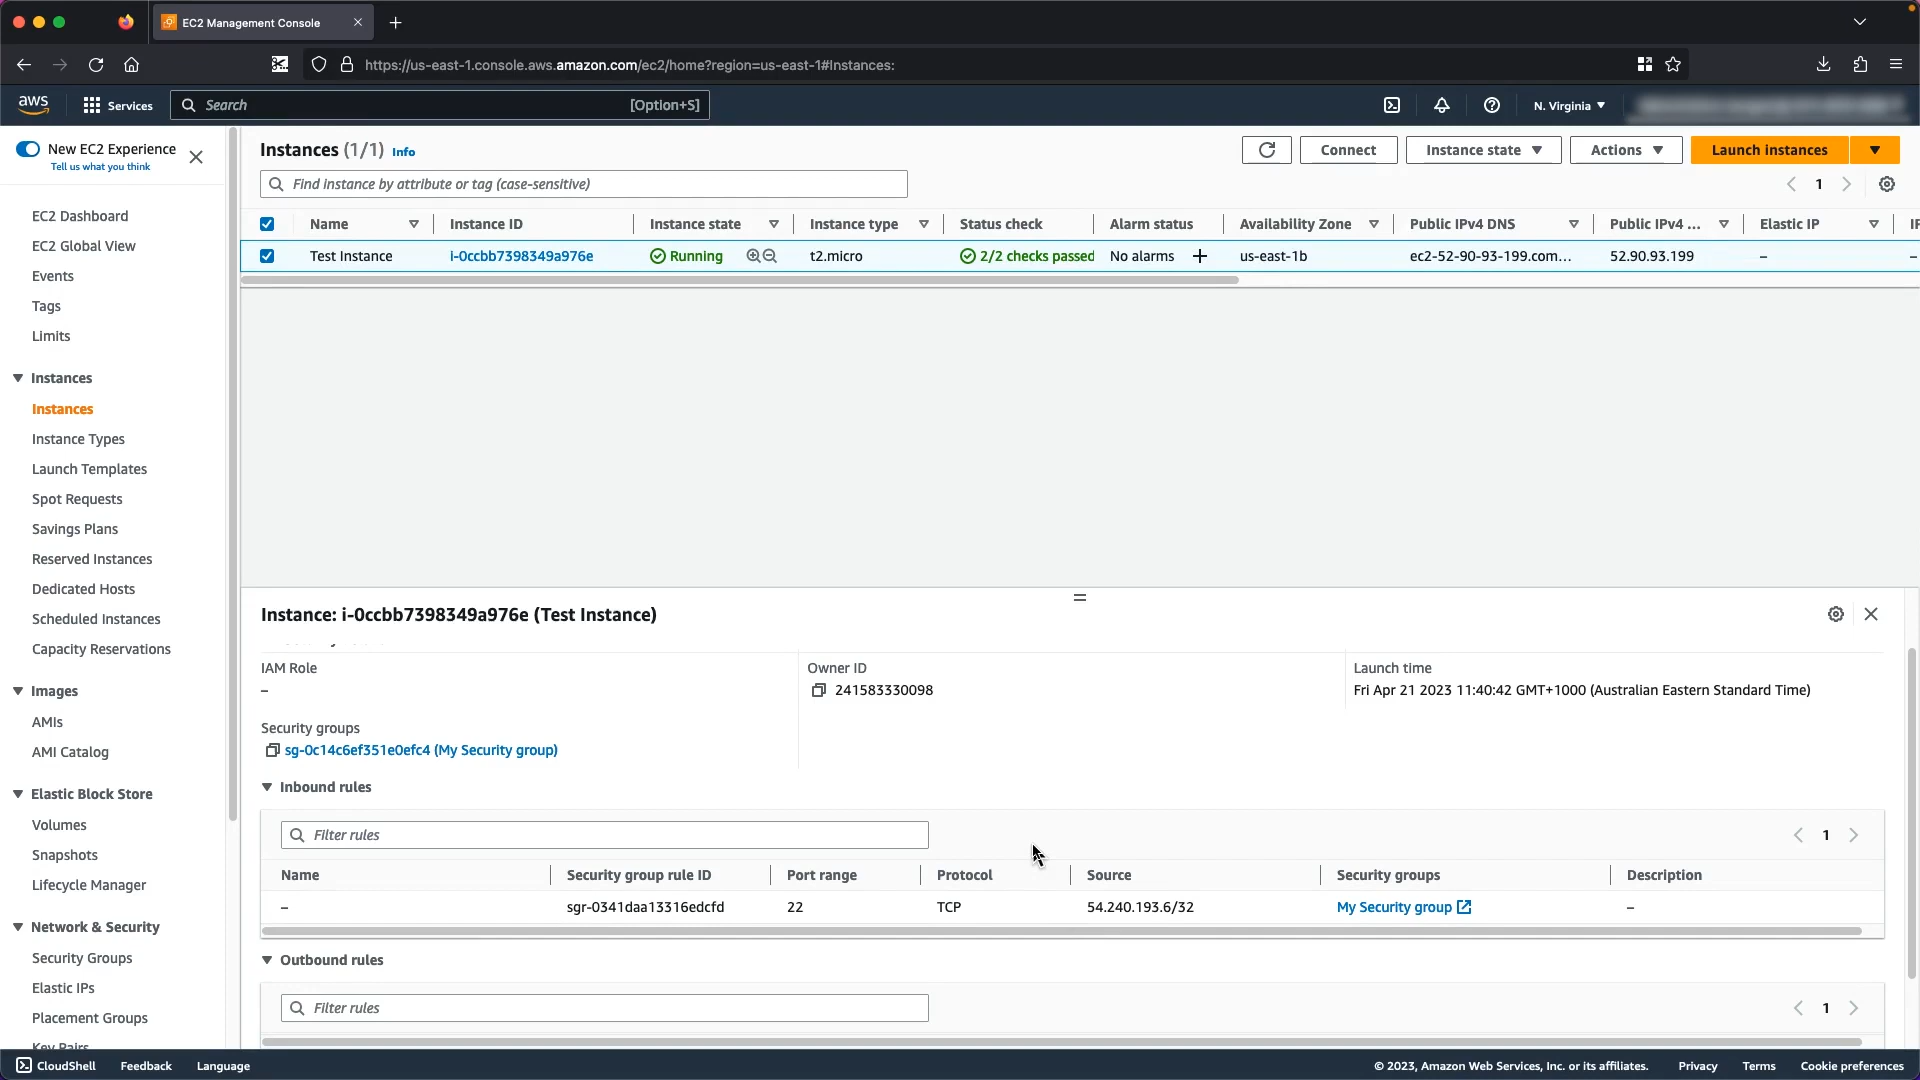 EC2 Management Console
https://us-east-1.console.aws.amazon.com/ec2/home?region=us-east-1#Instances:
aws
Services
Search
[Option+S]
N. Virginia
New EC2 Experience
Tell us what you think
EC2 Dashboard
EC2 Global View
Events
Tags
Limits
Instances
Instances
Instance Types
Launch Templates
Spot Requests
Savings Plans
Reserved Instances
Dedicated Hosts
Scheduled Instances
Capacity Reservations
Images
AMIs
AMI Catalog
Elastic Block Store
Volumes
Snapshots
Lifecycle Manager
Network & Security
Security Groups
Elastic IPs
Placement Groups
Key Pairs
Instances (1/1) Info
Connect
Instance state
Actions
Launch instances
Find instance by attribute or tag (case-sensitive)
1
Name Instance ID Instance state Instance type Status check Alarm status Availability Zone Public IPv4 DNS Public IPv4 ... Elastic IP
Test Instance i-0ccbb7398349a976e Running t2.micro 2/2 checks passed No alarms + us-east-1b ec2-52-90-93-199.com... 52.90.93.199 – –
Instance: i-0ccbb7398349a976e (Test Instance)
IAM Role
–
Owner ID
241583330098
Launch time
Fri Apr 21 2023 11:40:42 GMT+1000 (Australian Eastern Standard Time)
Security groups
sg-0c14c6ef351e0efc4 (My Security group)
Inbound rules
Filter rules
1
Name Security group rule ID Port range Protocol Source Security groups Description
– sgr-0341daa13316edcfd 22 TCP 54.240.193.6/32 My Security group –
Outbound rules
Filter rules
1
CloudShell
Feedback
Language
© 2023, Amazon Web Services, Inc. or its affiliates.
Privacy
Terms
Cookie preferences